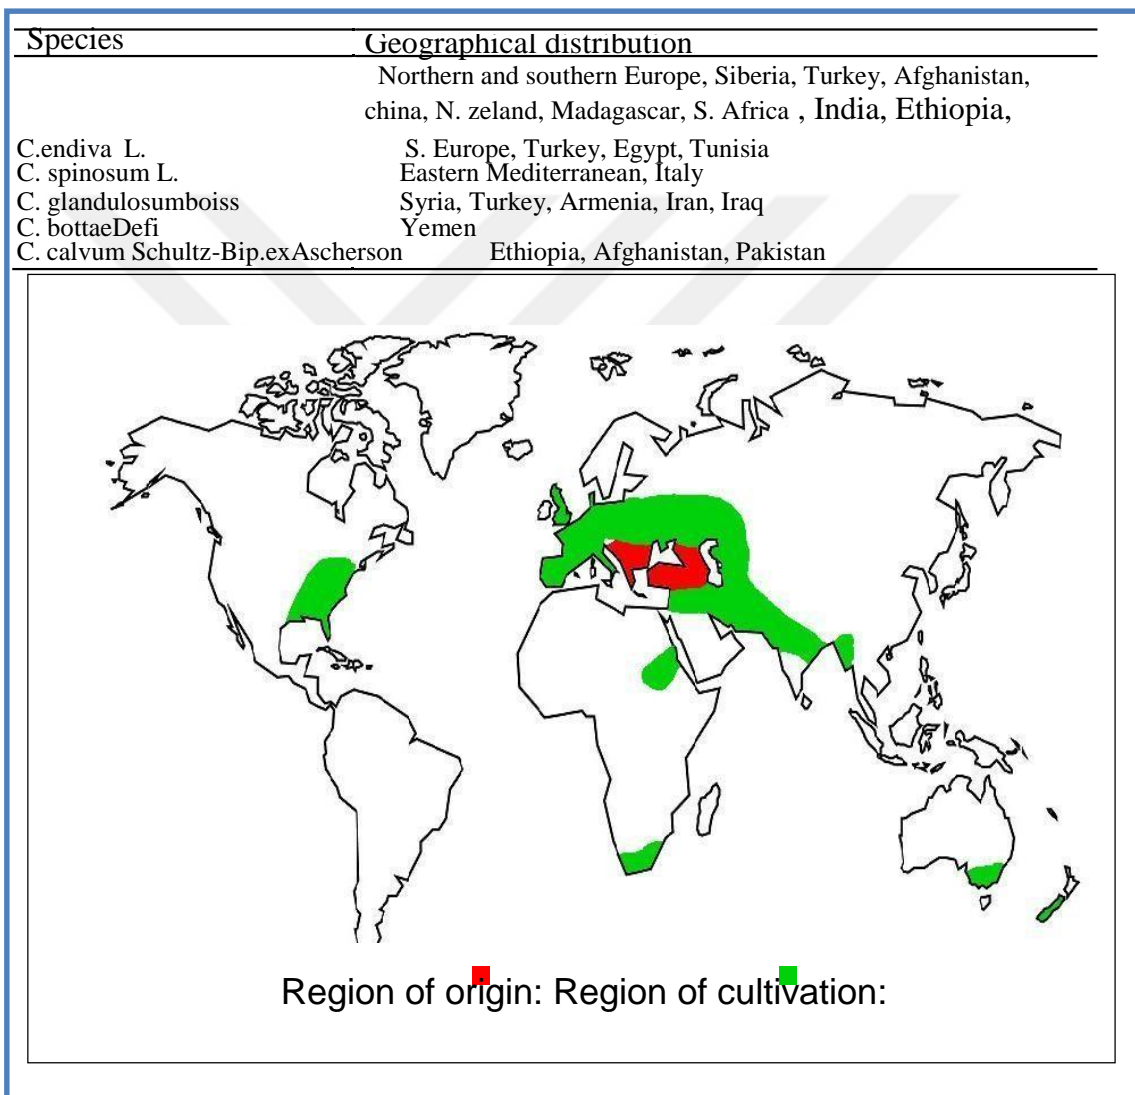 Species Geographical distribution
Northern and southern Europe, Siberia, Turkey, Afghanistan,
china, N. zeland, Madagascar, S. Africa , India, Ethiopia,
C.endiva L. S. Europe, Turkey, Egypt, Tunisia
C. spinosum L. Eastern Mediterranean, Italy
C. glandulosumboiss Syria, Turkey, Armenia, Iran, Iraq
C. bottaeDefi Yemen
C. calvum Schultz-Bip.exAscherson Ethiopia, Afghanistan, Pakistan
Region of origin: Region of cultivation: